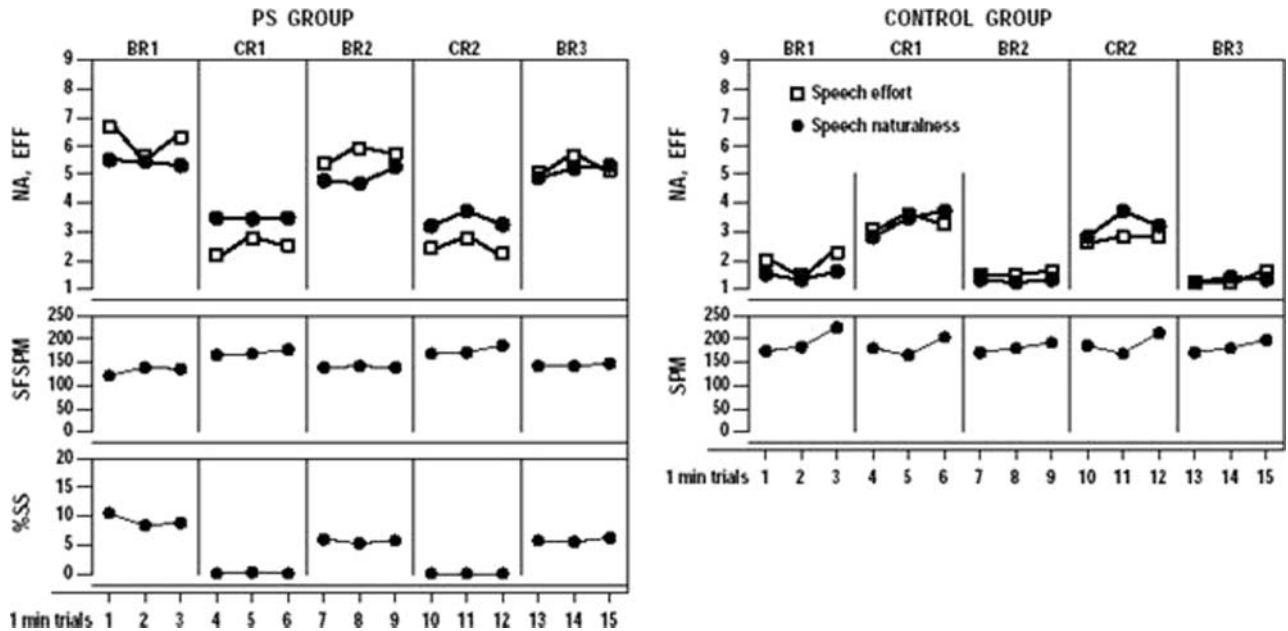 PS GROUP
BR1 CR1 BR2 CR2 BR3
NA, EFF
9
8
7
6
5
4
3
2
1
SFSPM
250
200
150
100
50
0
%SS
20
15
10
5
0
1 min trials 1 2 3 4 5 6 7 8 9 10 11 12 13 14 15
CONTROL GROUP
BR1 CR1 BR2 CR2 BR3
NA, EFF
9
8
7
6
5
4
3
2
1
Speech effort
Speech naturalness
SPM
250
200
150
100
50
0
1 min trials 1 2 3 4 5 6 7 8 9 10 11 12 13 14 15